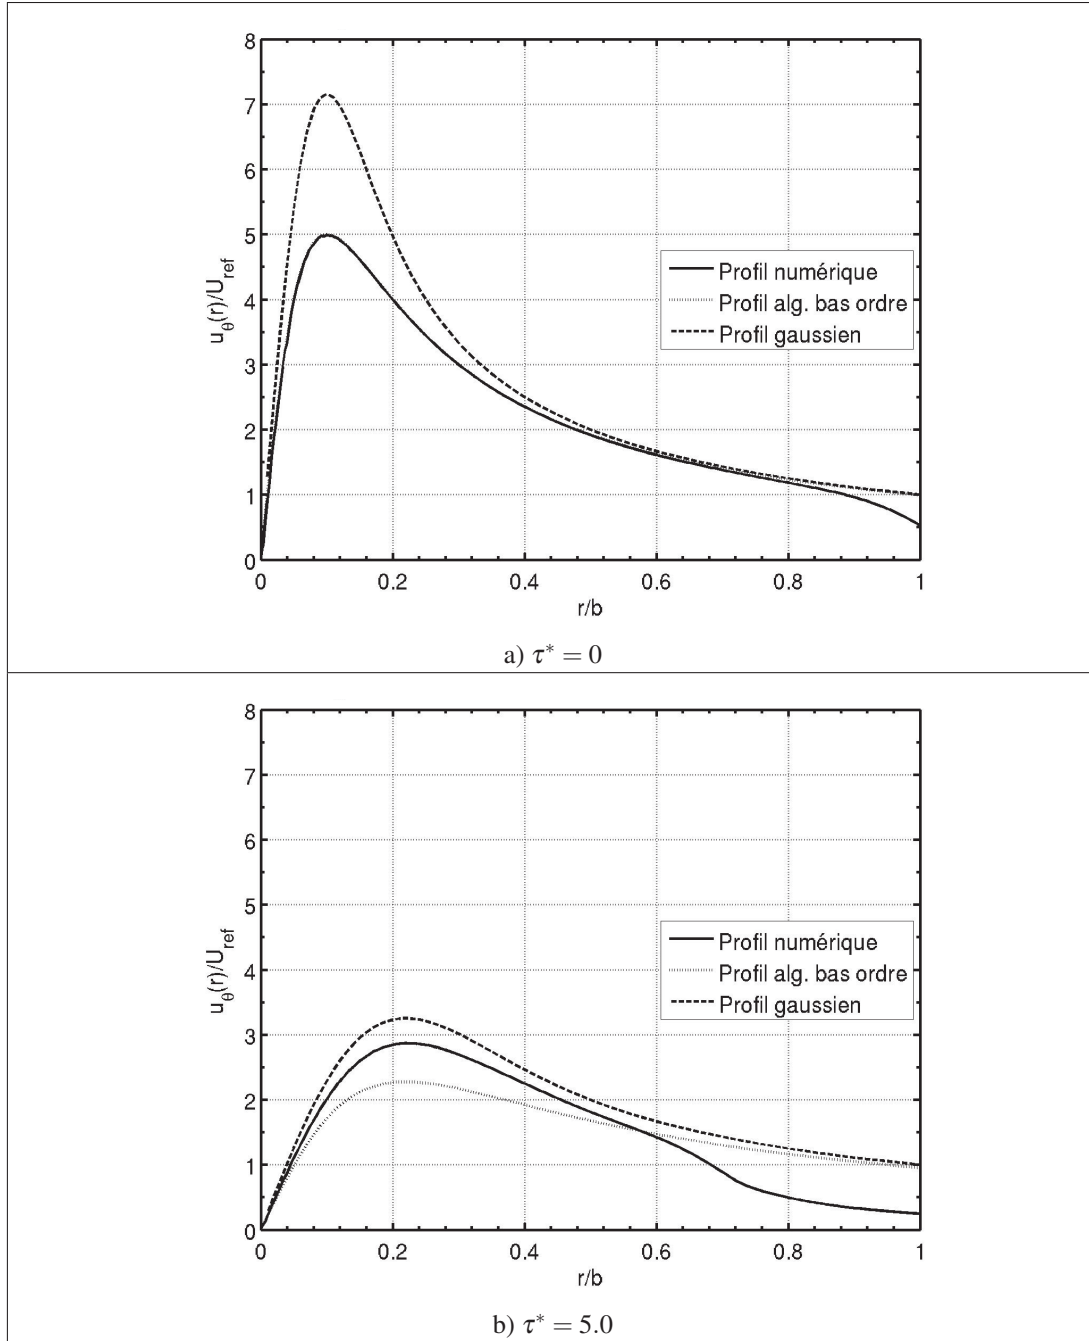 8
7
6
5
4
3
2
1
0
u_θ(r)/U_ref
Profil numérique
Profil alg. bas ordre
Profil gaussien
0 0.2 0.4 0.6 0.8 1
r/b
a) τ* = 0
8
7
6
5
4
3
2
1
0
u_θ(r)/U_ref
Profil numérique
Profil alg. bas ordre
Profil gaussien
0 0.2 0.4 0.6 0.8 1
r/b
b) τ* = 5.0